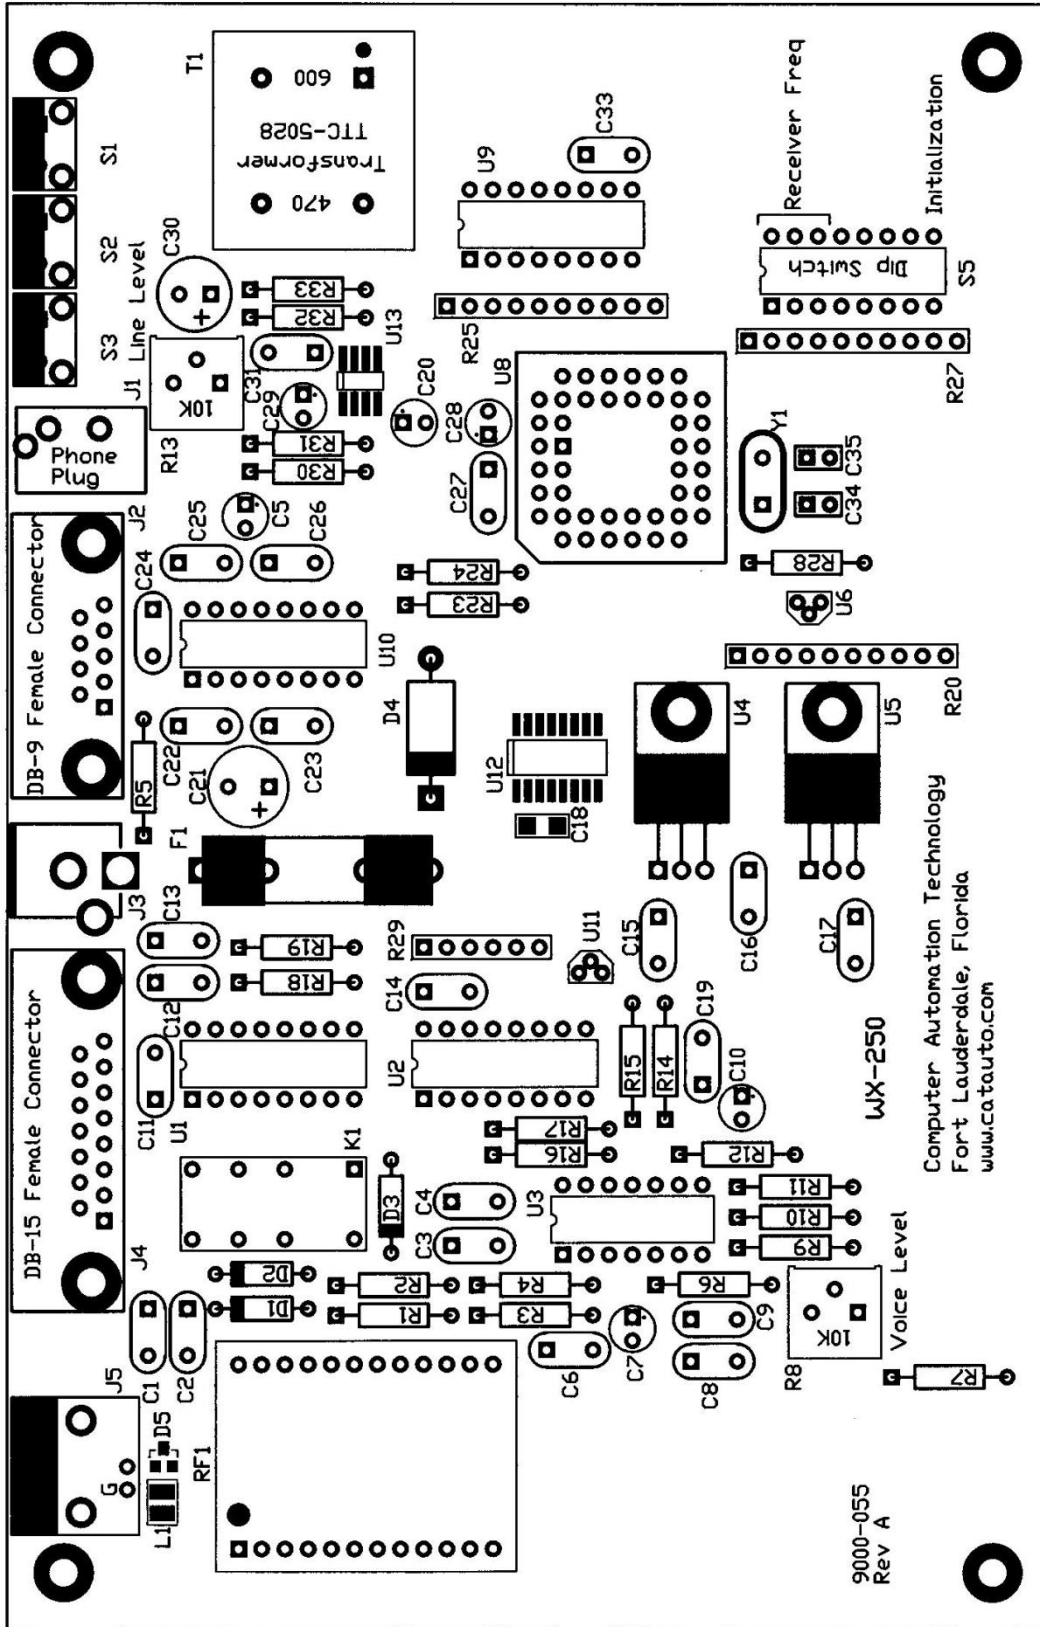 T1
600
TTC-5028
Transformer
470
S1
S2
S3
Line Level
C30
J1
10K
R13
Phone
Plug
R33
R32
C31
C29
U13
R31
R30
C20
C28
C27
U9
C33
R25
U8
Receiver Freq
Initialization
Dip
Switch
S5
R27
Y1
C35
C34
R28
U6
R20
DB-9 Female Connector
J2
C24
C25
C5
C26
U10
R24
R23
D4
R5
C22
C21
C23
F1
U12
C18
U4
U5
J3
C13
C12
R19
R18
R29
C14
U11
C15
C16
C17
DB-15 Female Connector
J4
C11
U1
U2
R15
R14
C19
C10
K1
D3
C4
C3
R17
R16
U3
R12
R11
R10
R9
D2
D1
R2
R1
R4
R3
R6
C6
C7
C9
C8
R8
10K
Voice Level
R7
J5
C1
C2
G
D5
L1
RF1
WX-250
Computer Automation Technology
Fort Lauderdale, Florida
www.catauto.com
9000-055
Rev A